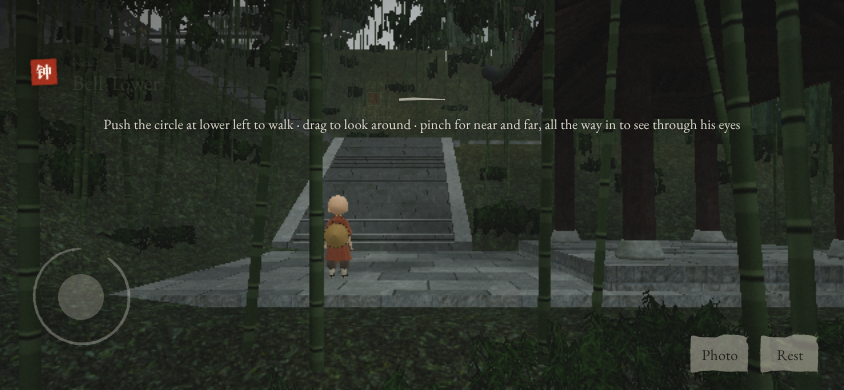 钟
Bell Tower
Push the circle at lower left to walk · drag to look around · pinch for near and far, all the way in to see through his eyes
Photo
Rest